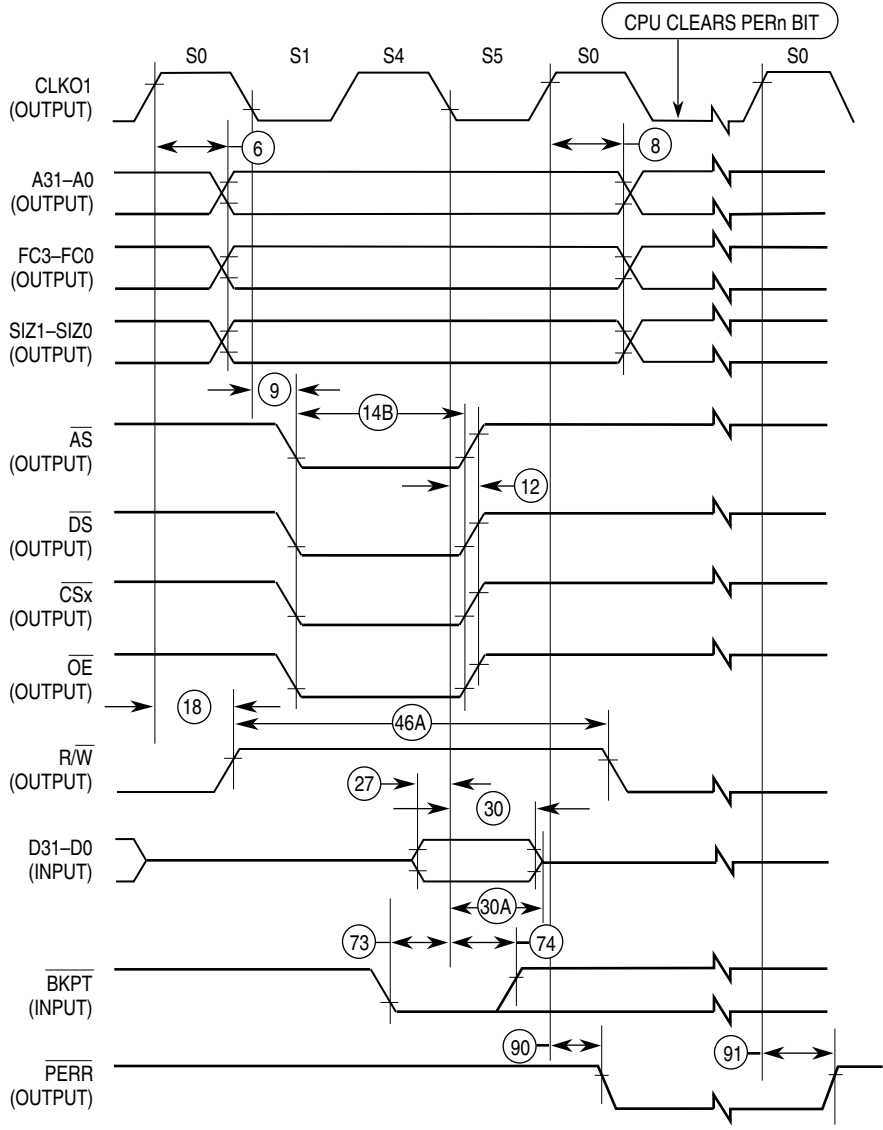 CPU CLEARS PERn BIT
S0 S1 S4 S5 S0 S0
CLKO1
(OUTPUT)
6 8
A31–A0
(OUTPUT)
FC3–FC0
(OUTPUT)
SIZ1–SIZ0
(OUTPUT)
9
14B
AS
(OUTPUT)
12
DS
(OUTPUT)
CSx
(OUTPUT)
OE
(OUTPUT)
18
46A
R/W
(OUTPUT)
27
30
D31–D0
(INPUT)
30A
73 74
BKPT
(INPUT)
90 91
PERR
(OUTPUT)